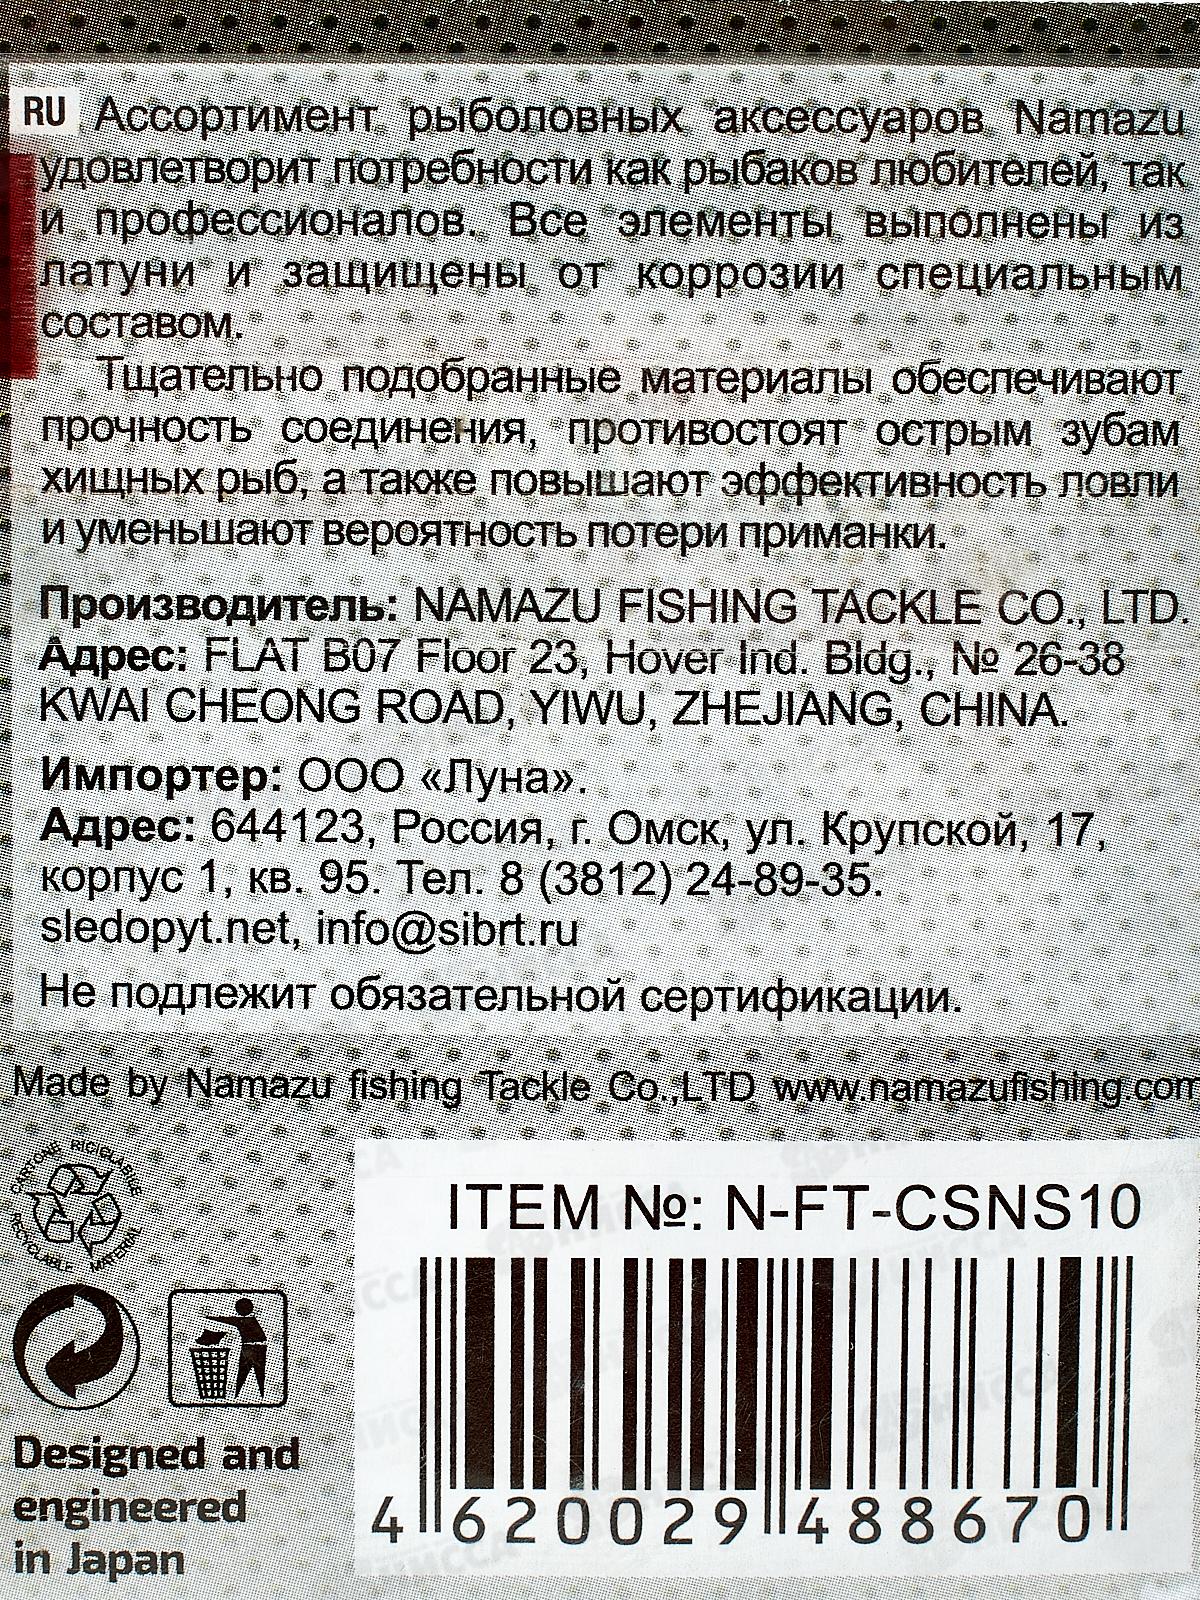 RU Ассортимент рыболовных аксессуаров Namazu
удовлетворит потребности как рыбаков любителей, так
и профессионалов. Все элементы выполнены из
латуни и защищены от коррозии специальным
составом.
Тщательно подобранные материалы обеспечивают
прочность соединения, противостоят острым зубам
хищных рыб, а также повышают эффективность ловли
и уменьшают вероятность потери приманки.
Производитель: NAMAZU FISHING TACKLE CO., LTD.
Адрес: FLAT B07 Floor 23, Hover Ind. Bldg., № 26-38
KWAI CHEONG ROAD, YIWU, ZHEJIANG, CHINA.
Импортер: ООО «Луна».
Адрес: 644123, Россия, г. Омск, ул. Крупской, 17,
корпус 1, кв. 95. Тел. 8 (3812) 24-89-35.
sledopyt.net, info@sibrt.ru
Не подлежит обязательной сертификации.
Made by Namazu fishing Tackle Co.,LTD www.namazufishing.com
CARTONE RICICLABILE
RECYCLABLE MATERIAL
ITEM №: N-FT-CSNS10
4 620029 488670
Designed and
engineered
in Japan